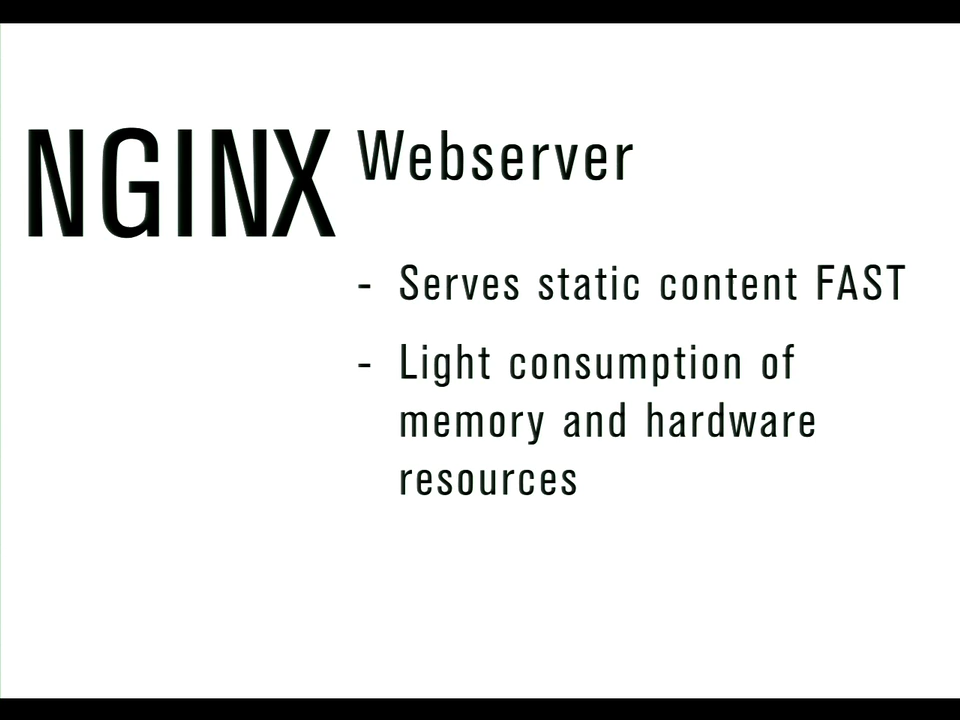 NGINX Webserver
- Serves static content FAST
- Light consumption of
memory and hardware
resources